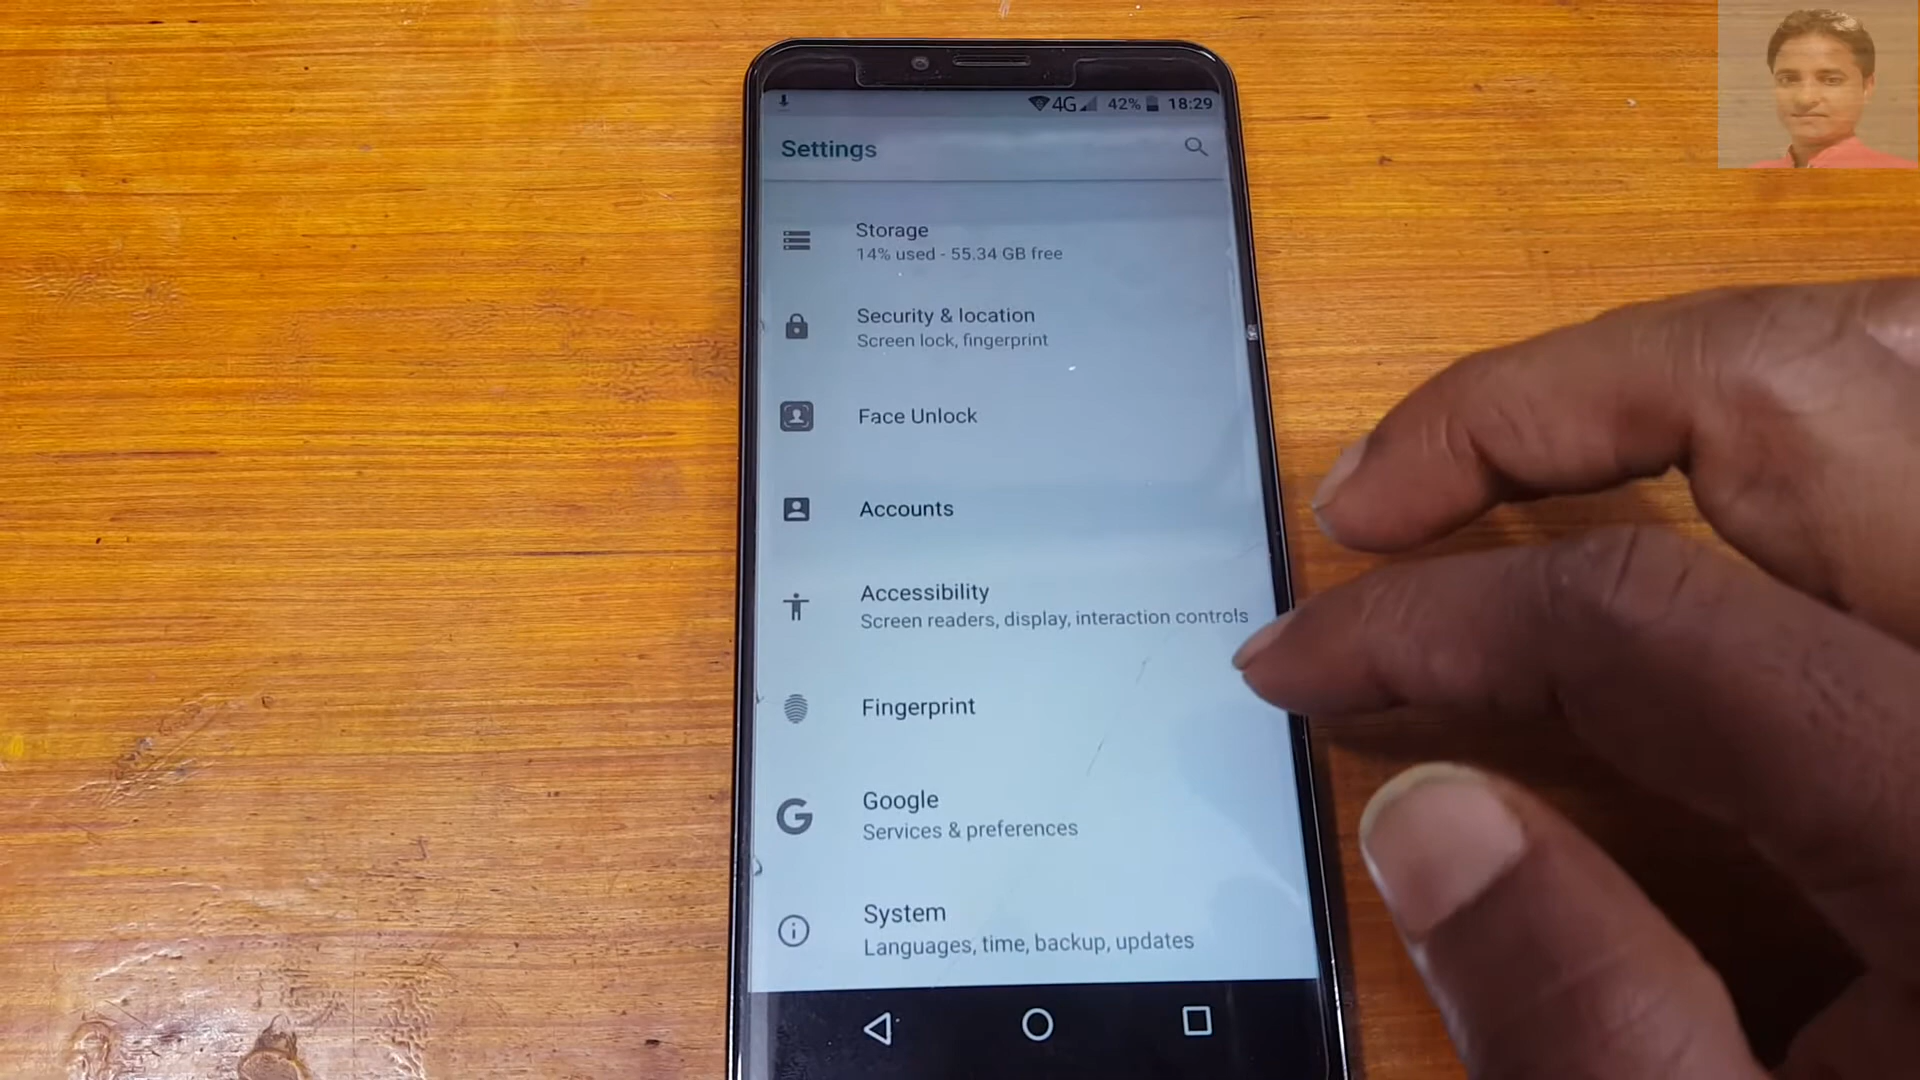 4G 42% 18:29
Settings
Storage
14% used - 55.34 GB free
Security & location
Screen lock, fingerprint
Face Unlock
Accounts
Accessibility
Screen readers, display, interaction controls
Fingerprint
Google
Services & preferences
System
Languages, time, backup, updates